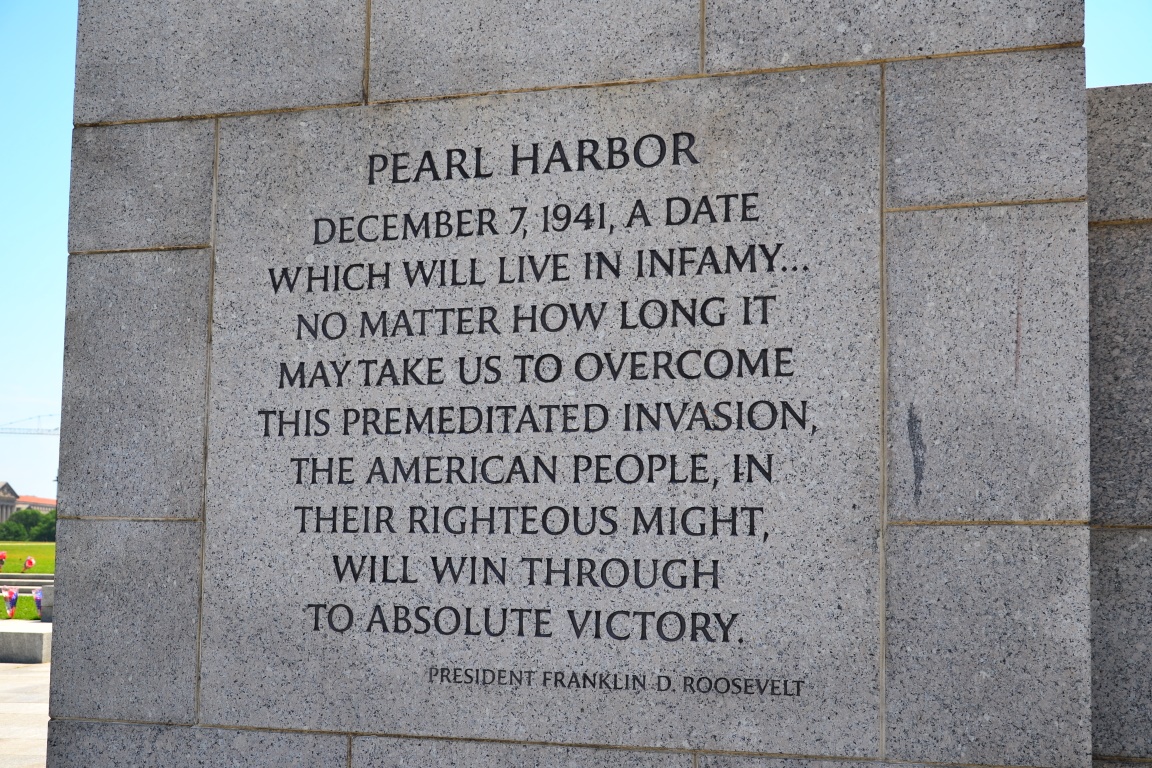 PEARL HARBOR
DECEMBER 7, 1941, A DATE
WHICH WILL LIVE IN INFAMY...
NO MATTER HOW LONG IT
MAY TAKE US TO OVERCOME
THIS PREMEDITATED INVASION,
THE AMERICAN PEOPLE, IN
THEIR RIGHTEOUS MIGHT,
WILL WIN THROUGH
TO ABSOLUTE VICTORY.
PRESIDENT FRANKLIN D. ROOSEVELT